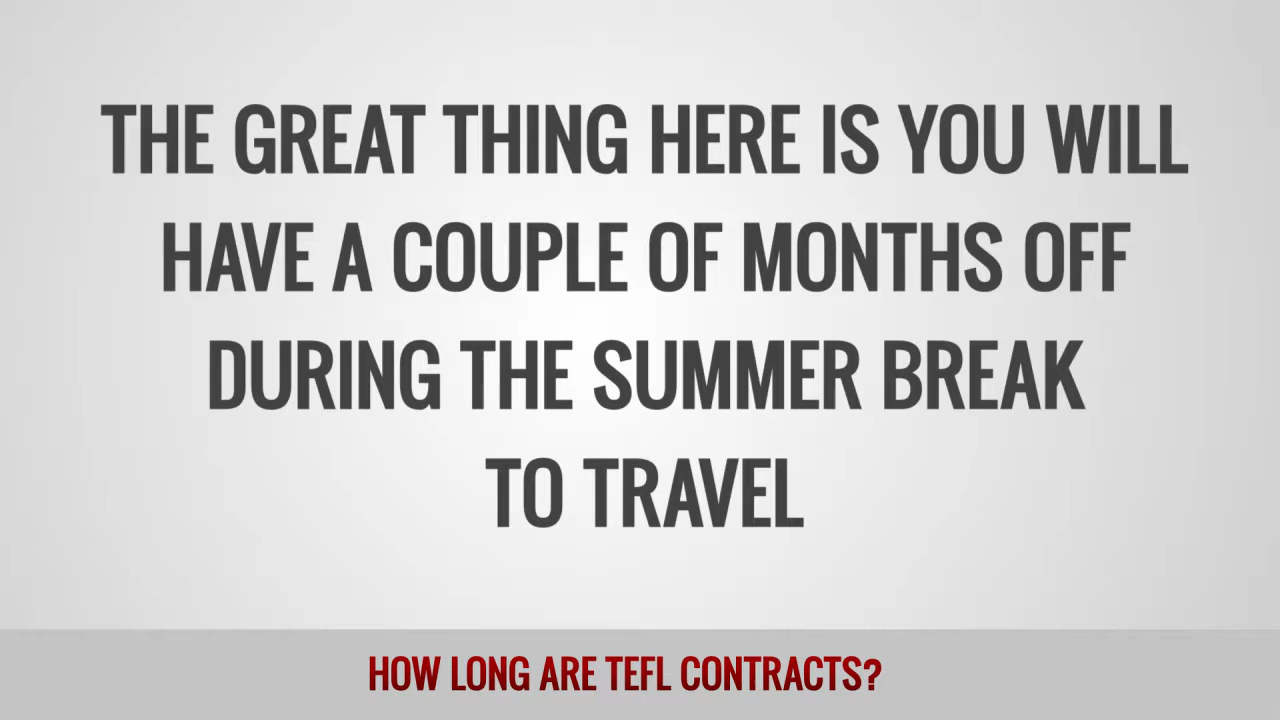 THE GREAT THING HERE IS YOU WILL
HAVE A COUPLE OF MONTHS OFF
DURING THE SUMMER BREAK
TO TRAVEL
HOW LONG ARE TEFL CONTRACTS?